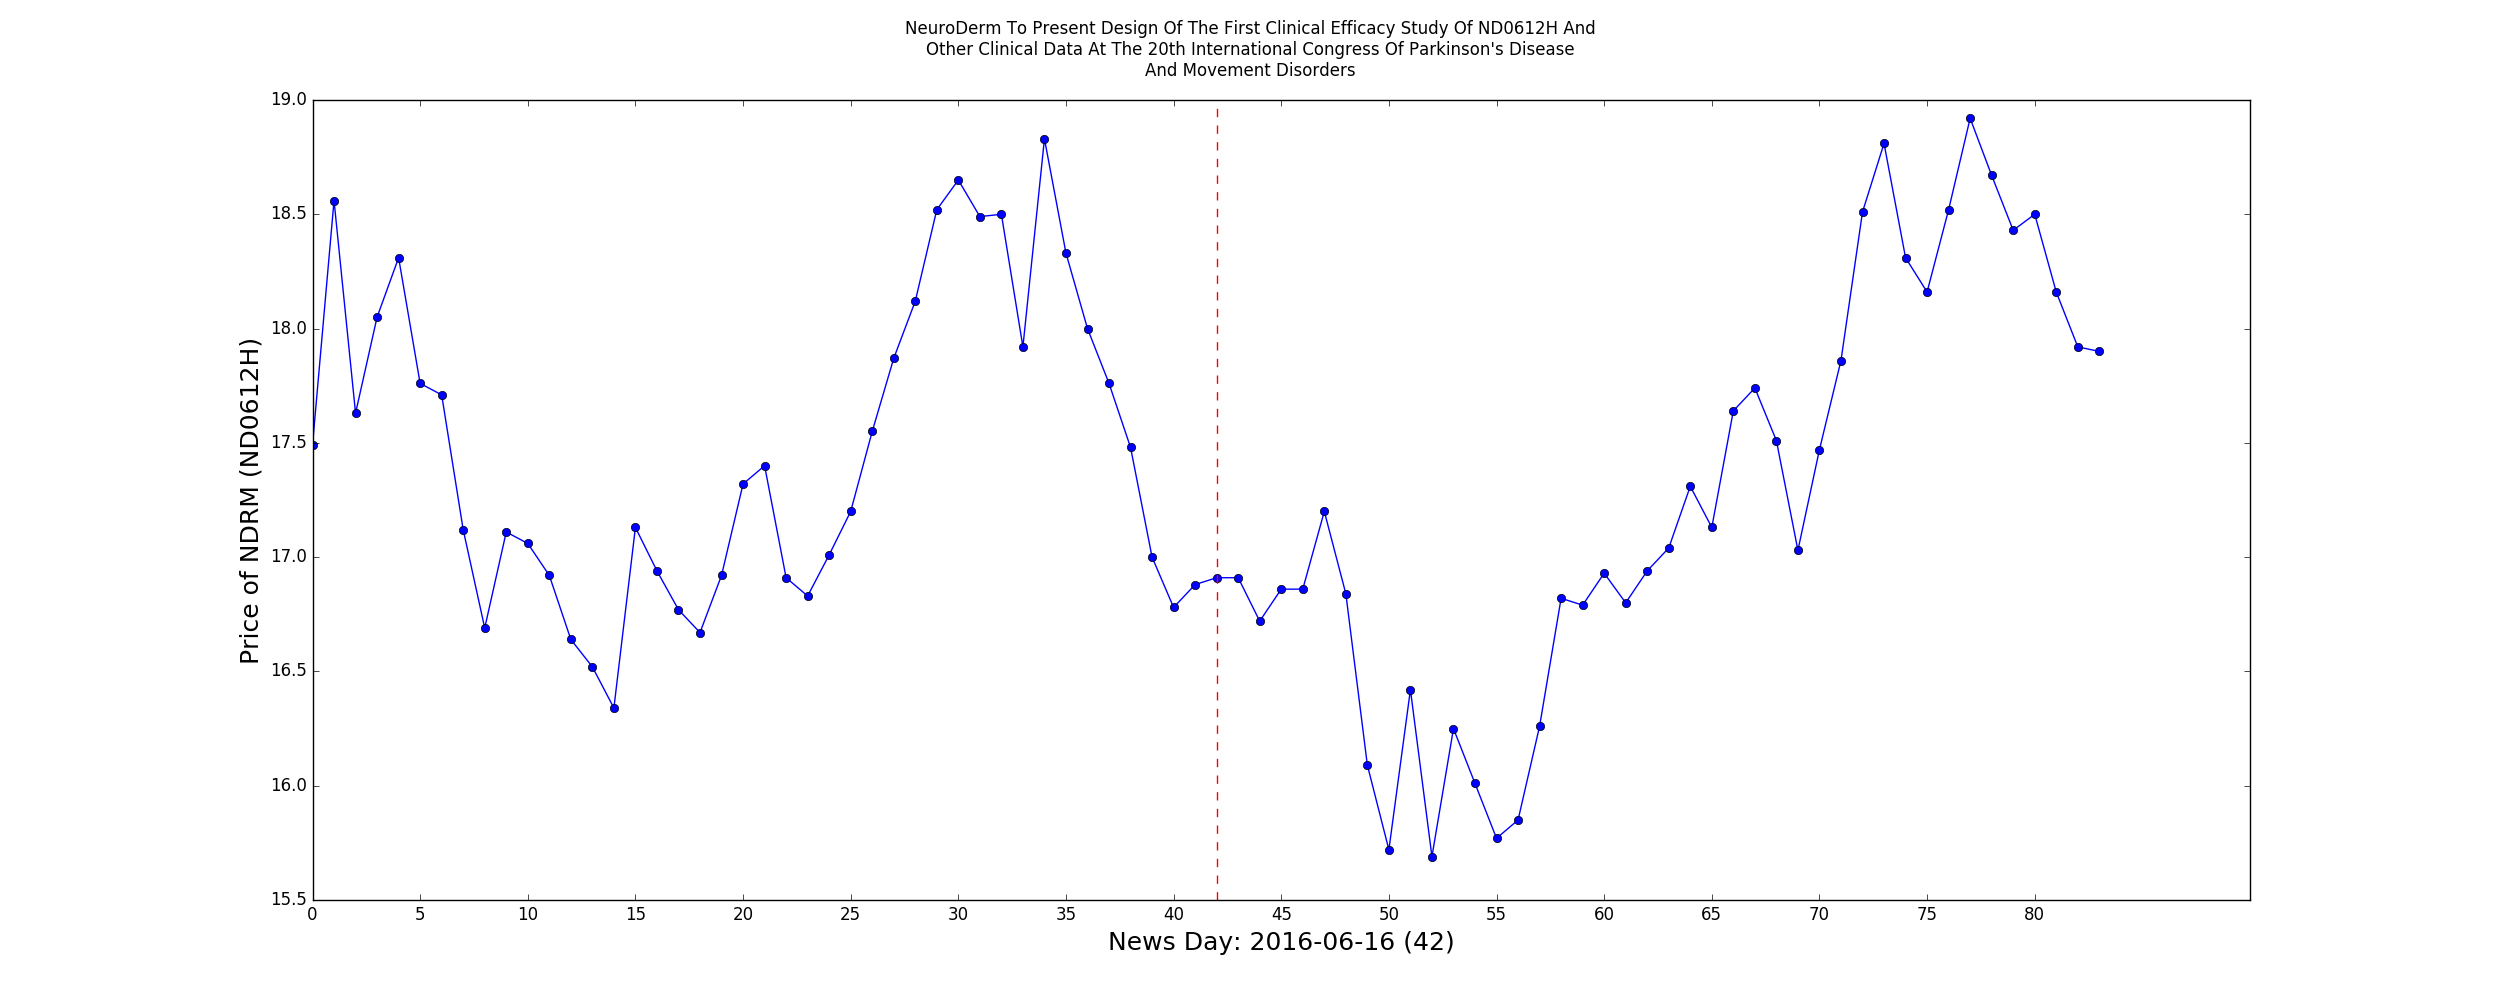 NeuroDerm To Present Design Of The First Clinical Efficacy Study Of ND0612H And
Other Clinical Data At The 20th International Congress Of Parkinson's Disease
And Movement Disorders
19.0
18.5
18.0
17.5
17.0
16.5
16.0
15.5
Price of NDRM (ND0612H)
0 5 10 15 20 25 30 35 40 45 50 55 60 65 70 75 80
News Day: 2016-06-16 (42)